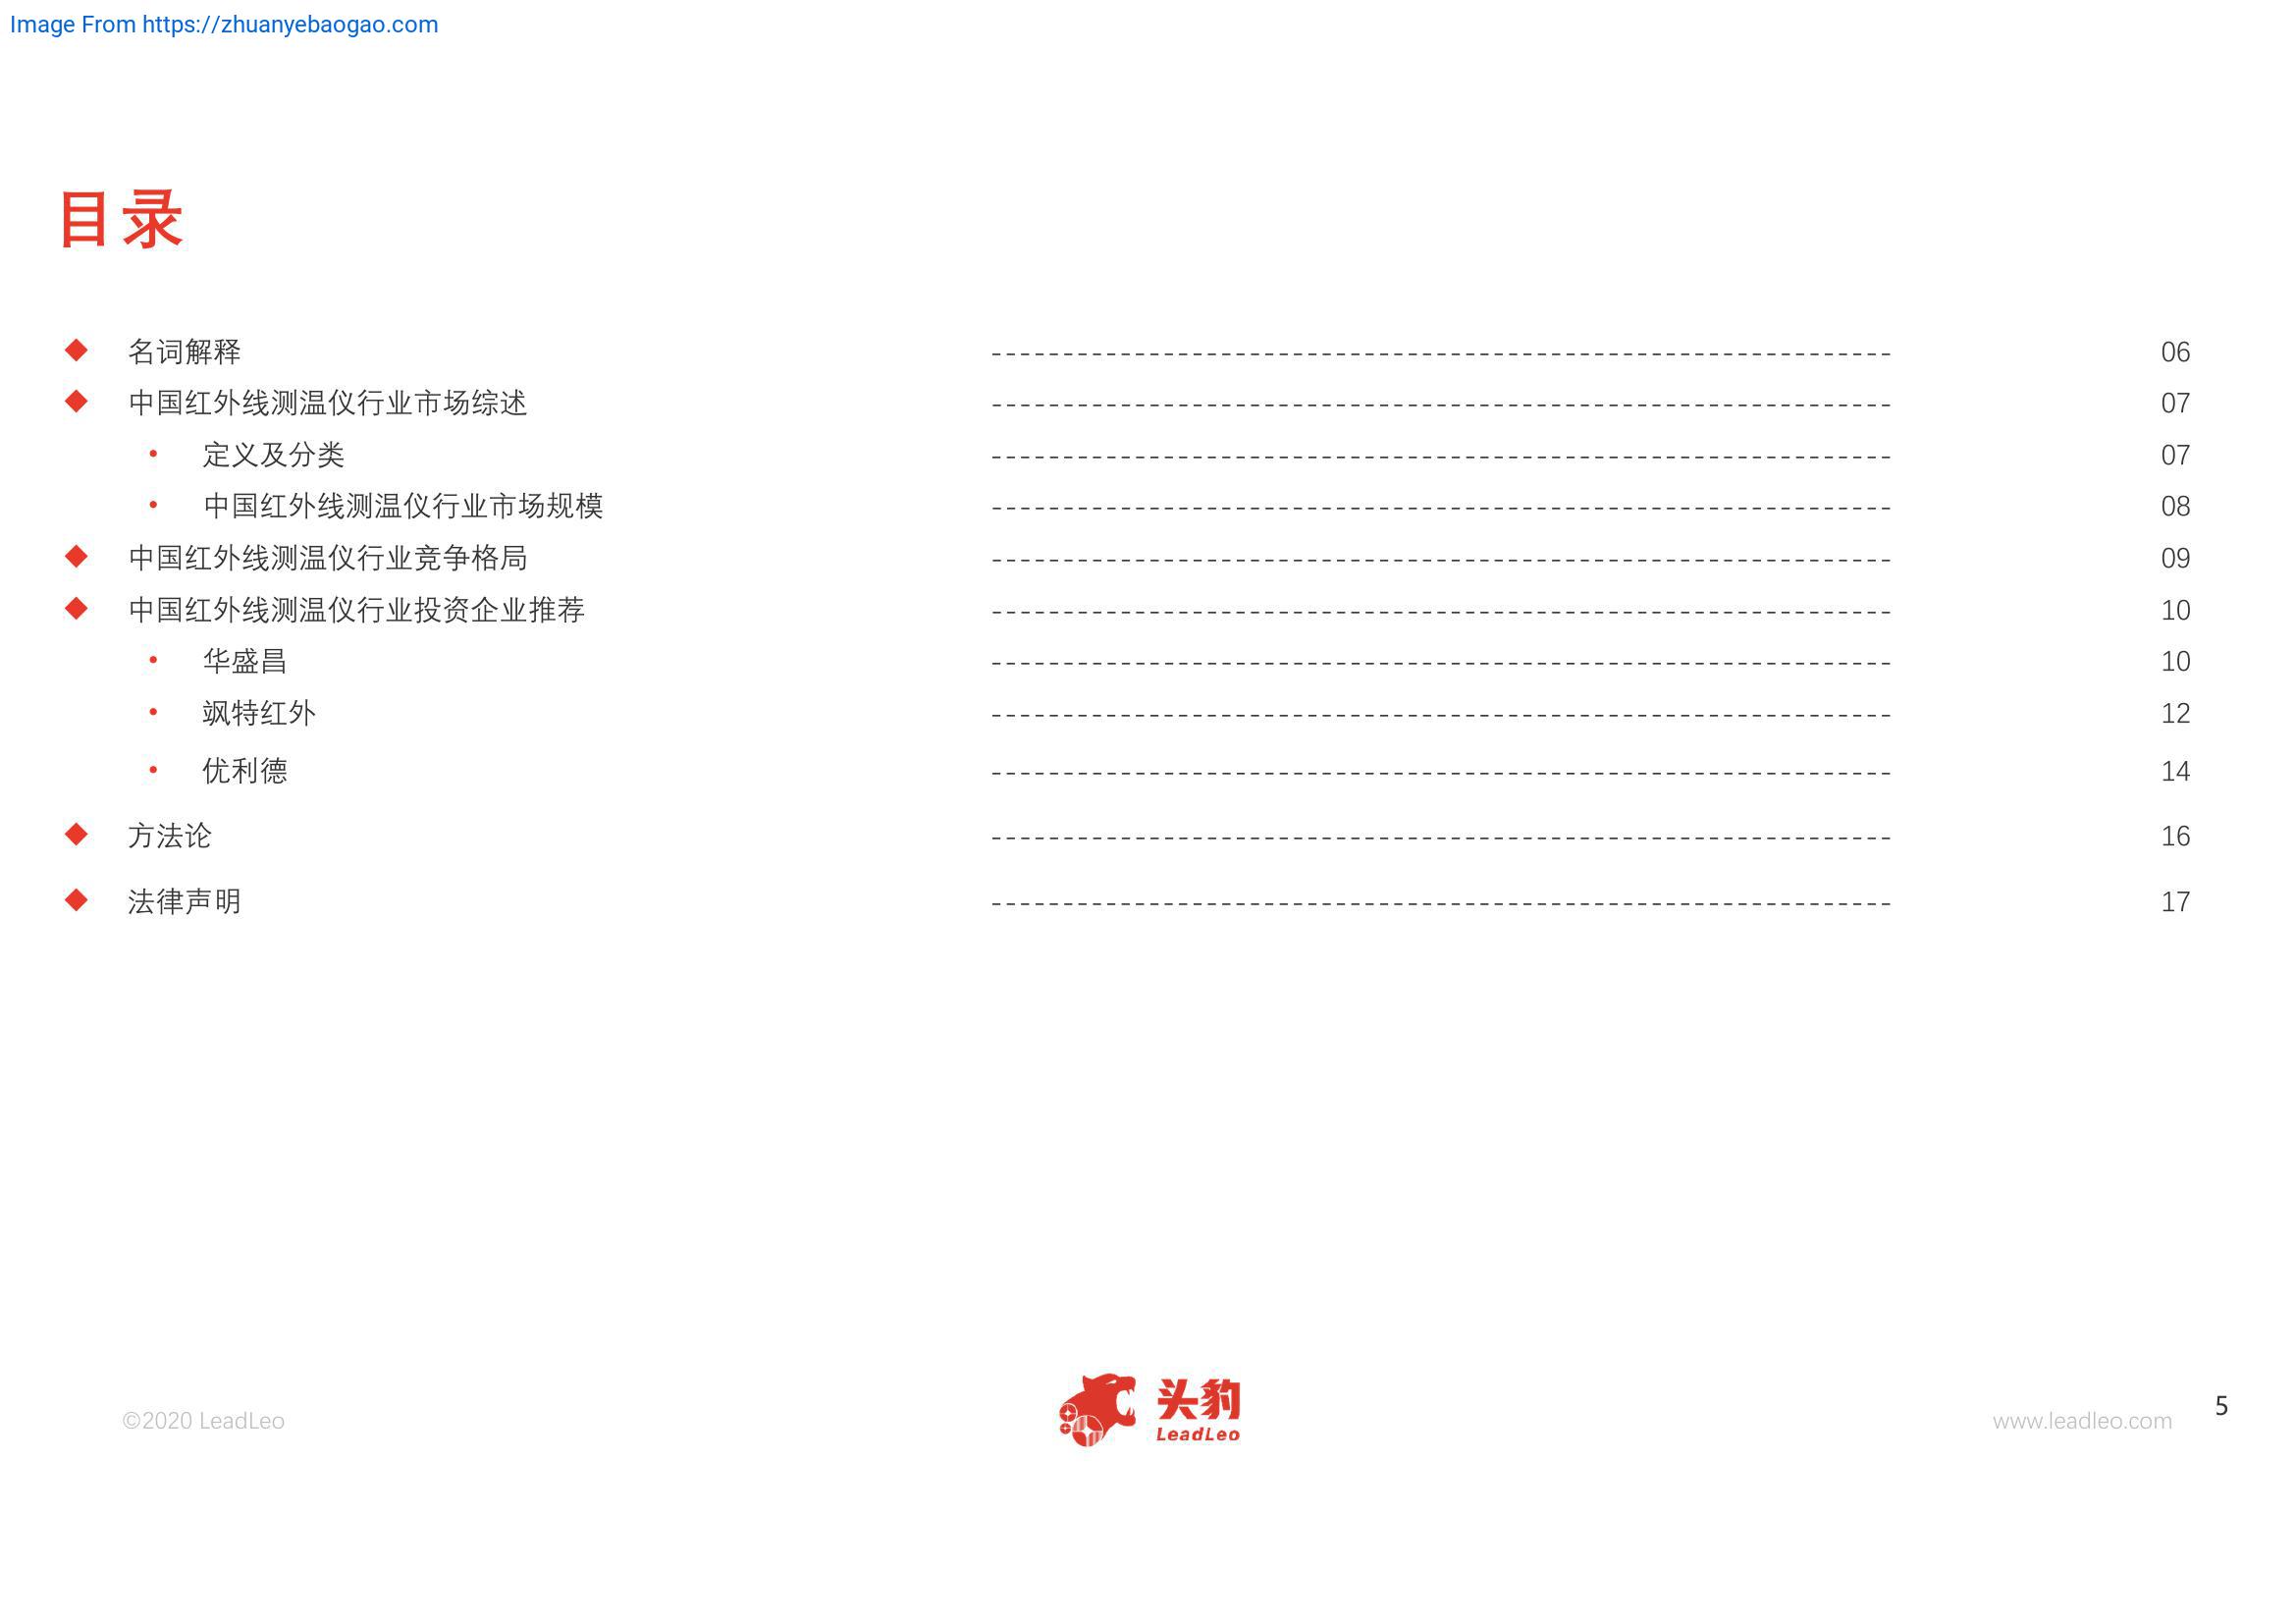 Image From https://zhuanyebaogao.com
目录
◆ 名词解释 ---------------------------------------------------------------- 06
◆ 中国红外线测温仪行业市场综述 ---------------------------------------------------------------- 07
• 定义及分类 ---------------------------------------------------------------- 07
• 中国红外线测温仪行业市场规模 ---------------------------------------------------------------- 08
◆ 中国红外线测温仪行业竞争格局 ---------------------------------------------------------------- 09
◆ 中国红外线测温仪行业投资企业推荐 ---------------------------------------------------------------- 10
• 华盛昌 ---------------------------------------------------------------- 10
• 飒特红外 ---------------------------------------------------------------- 12
• 优利德 ---------------------------------------------------------------- 14
◆ 方法论 ---------------------------------------------------------------- 16
◆ 法律声明 ---------------------------------------------------------------- 17
©2020 LeadLeo
头豹
LeadLeo
www.leadleo.com
5